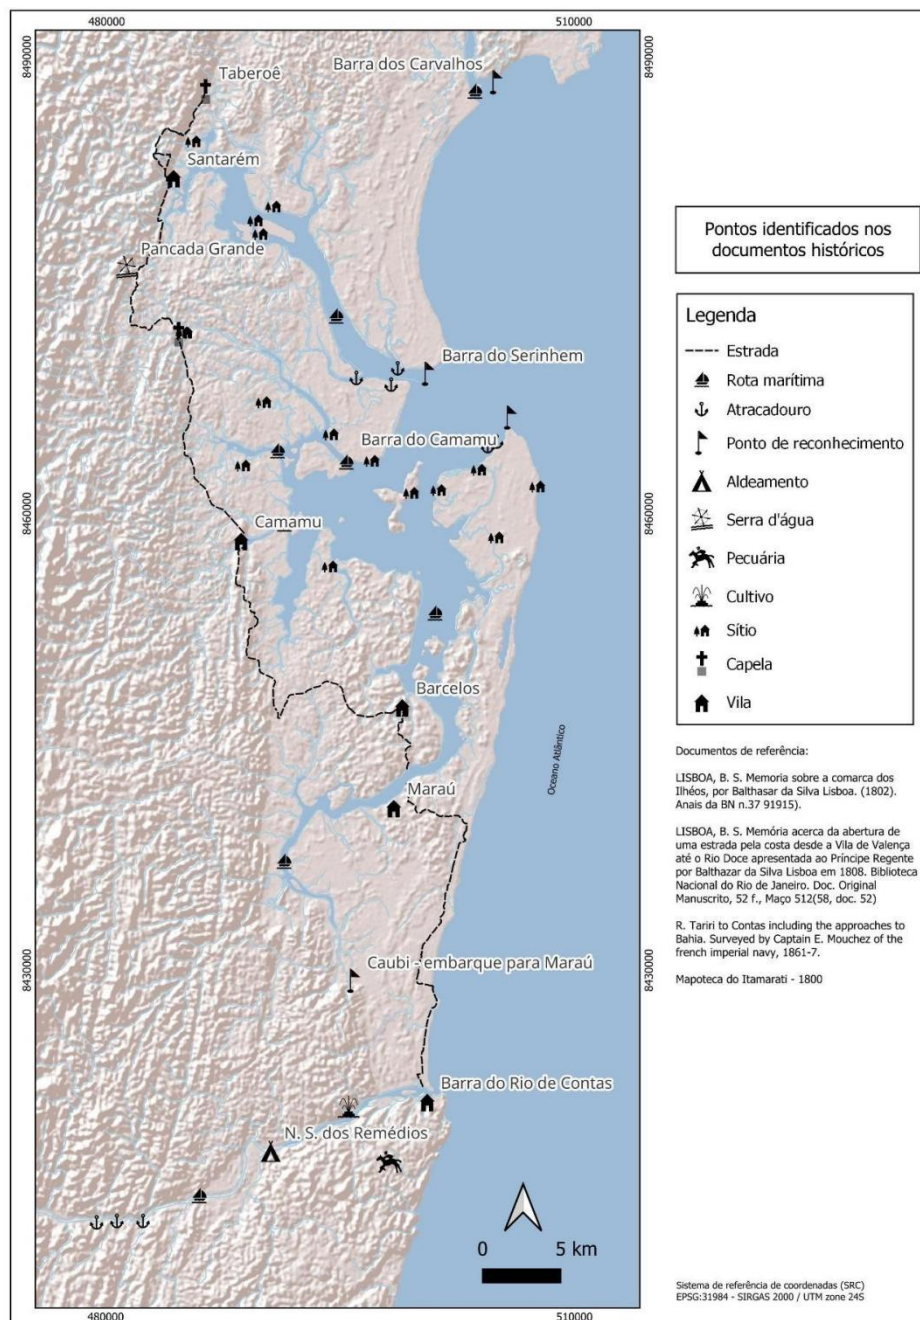 480000
510000
8490000
8490000
Taberoê
Barra dos Carvalhos
Santarém
Pancada Grande
Barra do Serinhem
Barra do Camamu
8460000
8460000
Camamu
Barcelos
Oceano Atlântico
Maraú
8430000
8430000
Caubi - embarque para Maraú
Barra do Rio de Contas
N. S. dos Remédios
0 5 km
480000
510000
Pontos identificados nos
documentos históricos
Legenda
Estrada
Rota marítima
Atracadouro
Ponto de reconhecimento
Aldeamento
Serra d'água
Pecuária
Cultivo
Sítio
Capela
Vila
Documentos de referência:
LISBOA, B. S. Memoria sobre a comarca dos
Ilhéos, por Balthasar da Silva Lisboa. (1802).
Anais da BN n.37 91915).
LISBOA, B. S. Memória acerca da abertura de
uma estrada pela costa desde a Vila de Valença
até o Rio Doce apresentada ao Príncipe Regente
por Balthazar da Silva Lisboa em 1808. Biblioteca
Nacional do Rio de Janeiro. Doc. Original
Manuscrito, 52 f., Maço 512(58, doc. 52)
R. Tariri to Contas including the approaches to
Bahia. Surveyed by Captain E. Mouchez of the
french imperial navy, 1861-7.
Mapoteca do Itamarati - 1800
Sistema de referência de coordenadas (SRC)
EPSG:31984 - SIRGAS 2000 / UTM zone 24S